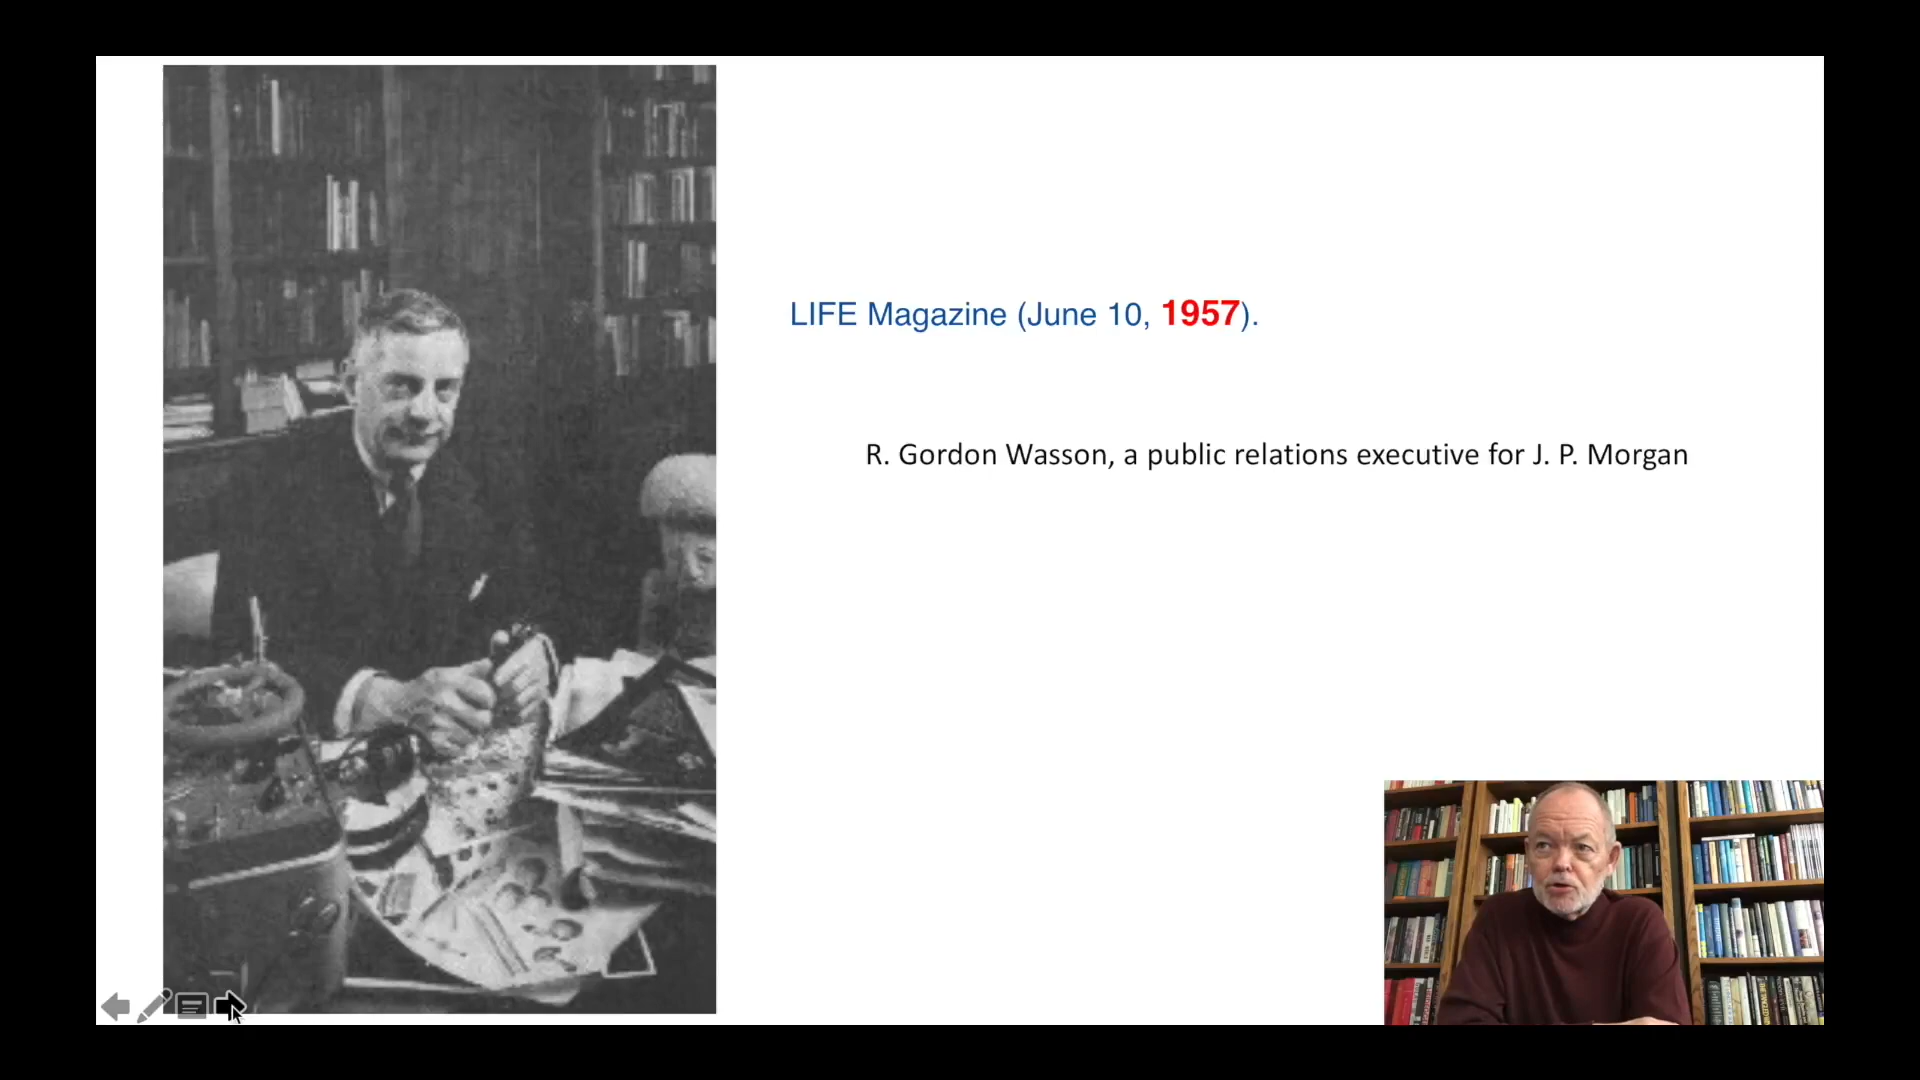 LIFE Magazine (June 10, 1957).
R. Gordon Wasson, a public relations executive for J. P. Morgan